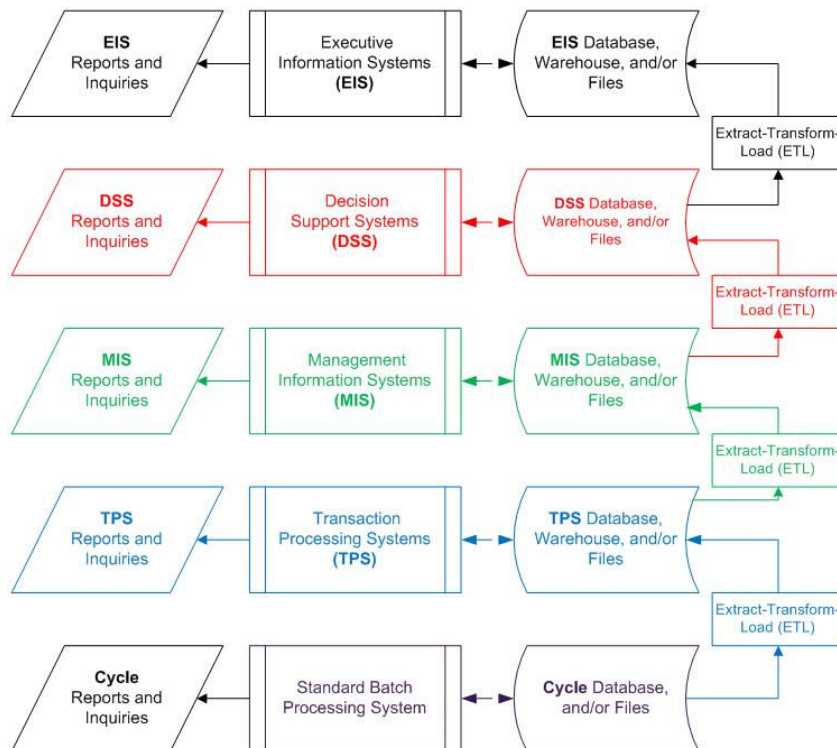 EIS
Reports and
Inquiries
Executive
Information Systems
(EIS)
EIS Database,
Warehouse, and/or
Files
Extract-Transform-
Load (ETL)
DSS
Reports and
Inquiries
Decision
Support Systems
(DSS)
DSS Database,
Warehouse, and/or
Files
Extract-Transform-
Load (ETL)
MIS
Reports and
Inquiries
Management
Information Systems
(MIS)
MIS Database,
Warehouse, and/or
Files
Extract-Transform-
Load (ETL)
TPS
Reports and
Inquiries
Transaction
Processing Systems
(TPS)
TPS Database,
Warehouse, and/or
Files
Extract-Transform-
Load (ETL)
Cycle
Reports and
Inquiries
Standard Batch
Processing System
Cycle Database,
and/or Files